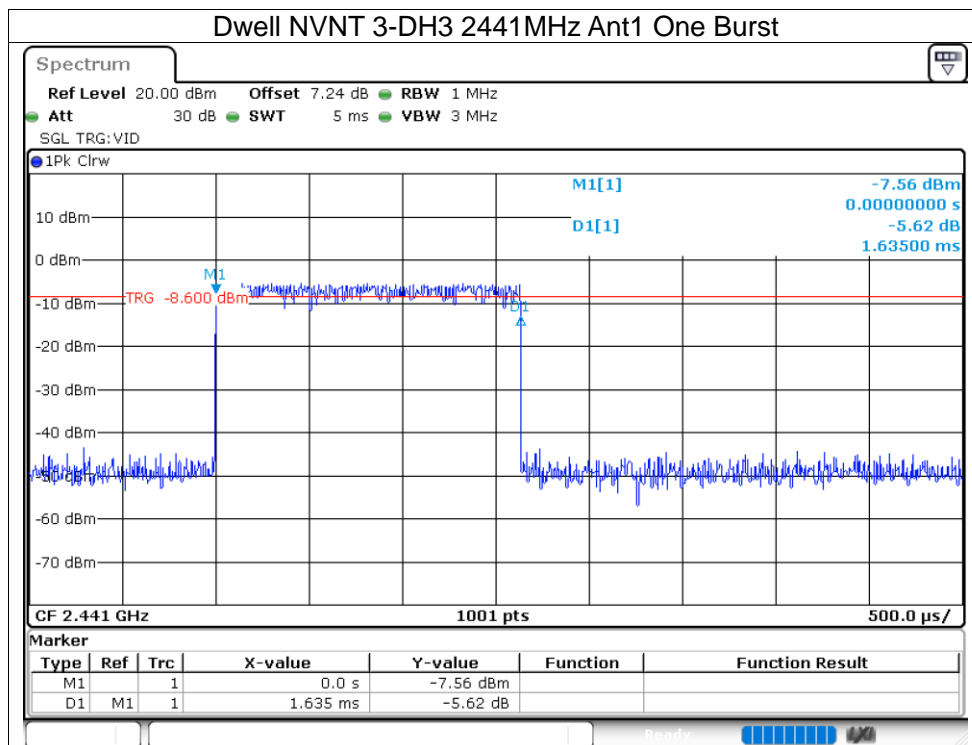 Dwell NVNT 3-DH3 2441MHz Ant1 One Burst
Spectrum
Ref Level 20.00 dBm Offset 7.24 dB RBW 1 MHz
Att 30 dB SWT 5 ms VBW 3 MHz
SGL TRG:VID
1Pk Clrw
M1[1] -7.56 dBm
0.00000000 s
D1[1] -5.62 dB
1.63500 ms
10 dBm
0 dBm
M1
TRG -8.600 dBm
-10 dBm
D1
-20 dBm
-30 dBm
-40 dBm
-50 dBm
-60 dBm
-70 dBm
CF 2.441 GHz 1001 pts 500.0 µs/
Marker
Type Ref Trc X-value Y-value Function Function Result
M1 1 0.0 s -7.56 dBm
D1 M1 1 1.635 ms -5.62 dB
Ready LXI